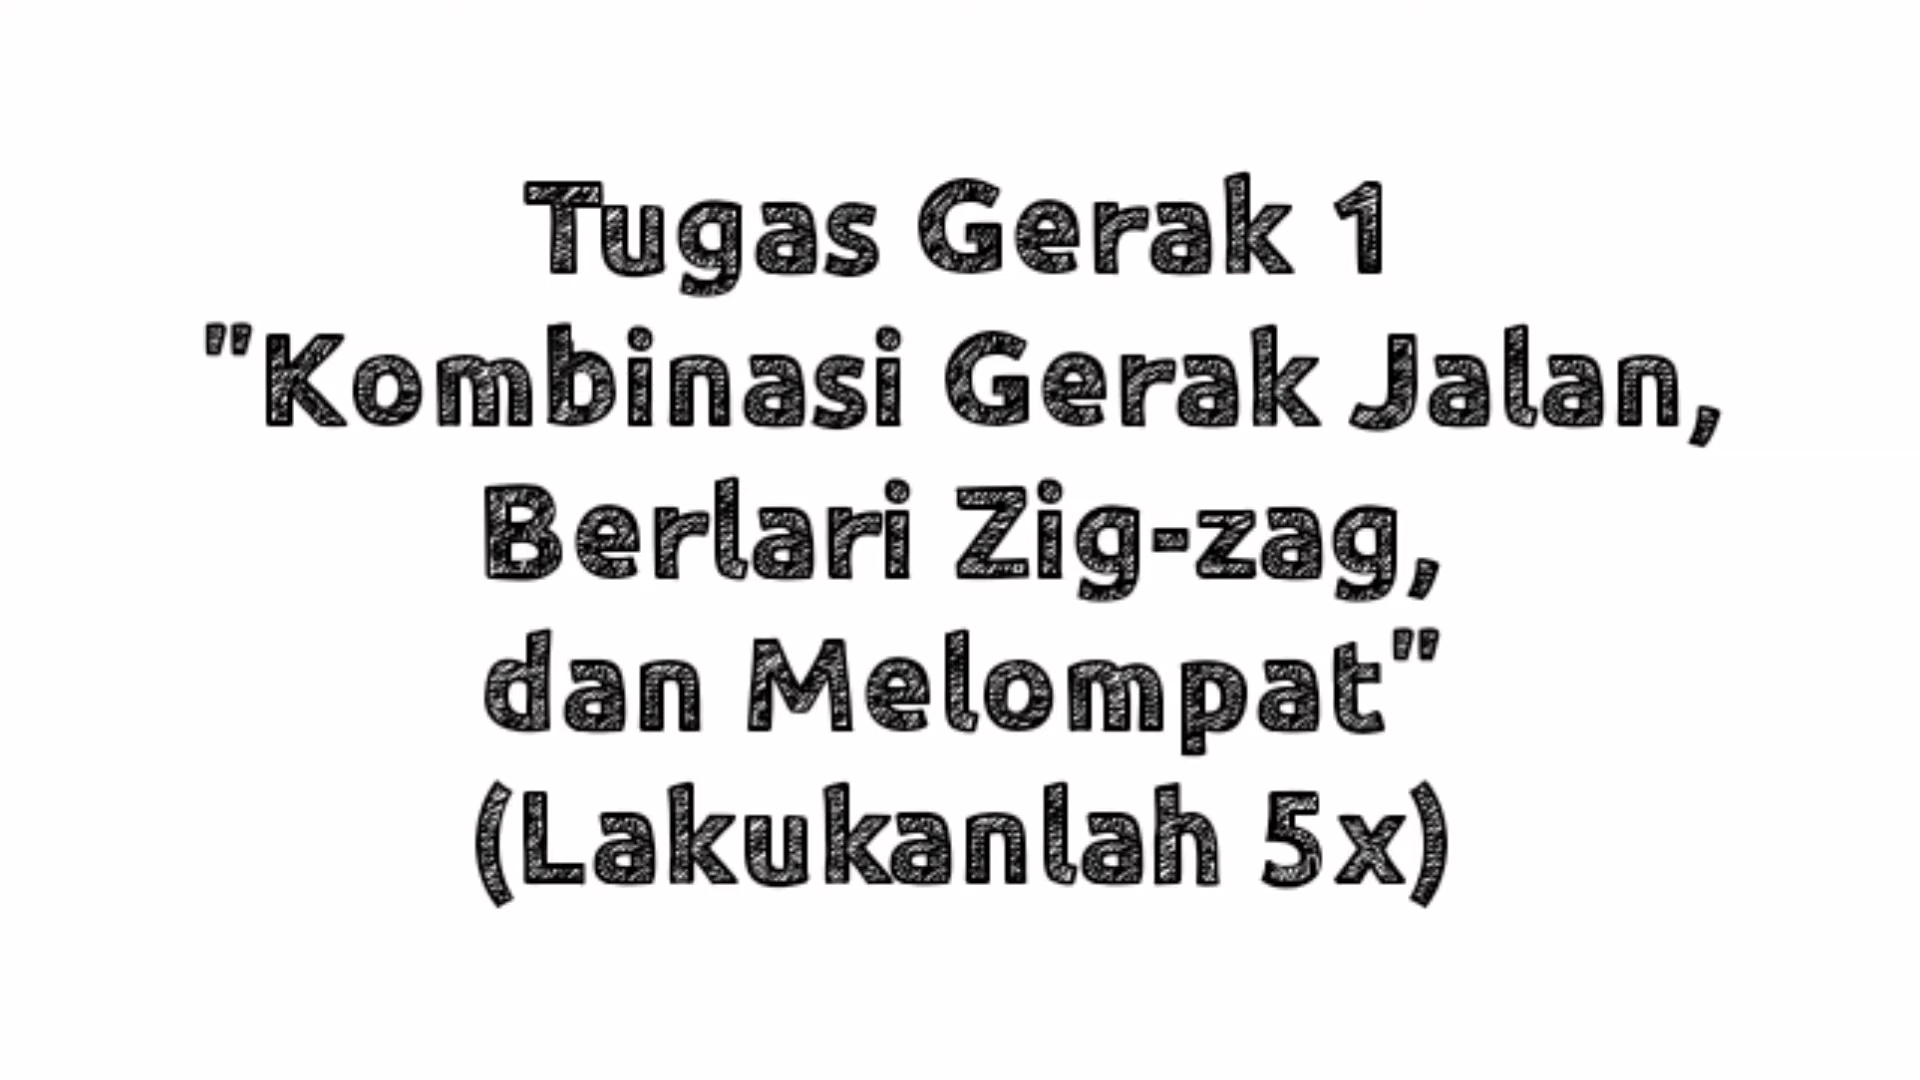 Tugas Gerak 1
"Kombinasi Gerak Jalan,
Berlari Zig-zag,
dan Melompat"
(Lakukanlah 5x)